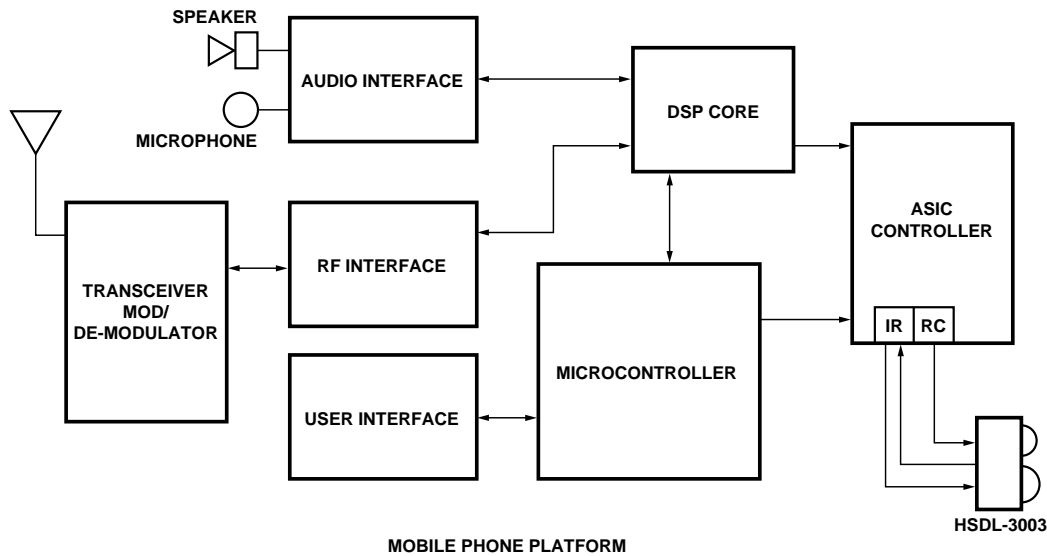 SPEAKER
AUDIO INTERFACE
MICROPHONE
DSP CORE
ASIC
CONTROLLER
TRANSCEIVER
MOD/
DE-MODULATOR
RF INTERFACE
IR
RC
MICROCONTROLLER
USER INTERFACE
HSDL-3003
MOBILE PHONE PLATFORM